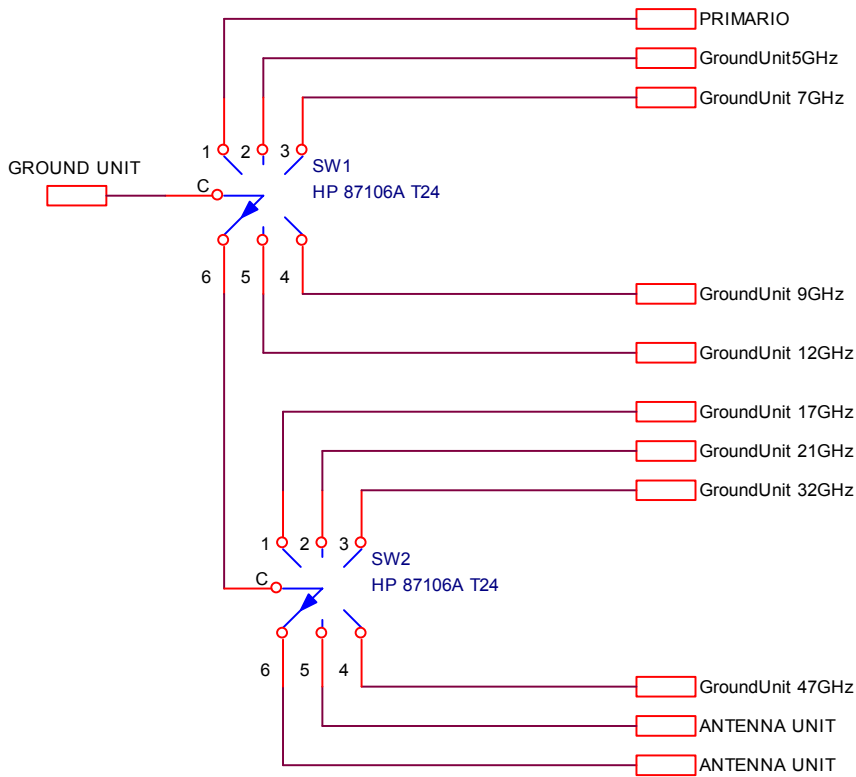 PRIMARIO
GroundUnit5GHz
GroundUnit 7GHz
1 2 3
SW1
GROUND UNIT
C
HP 87106A T24
6 5 4
GroundUnit 9GHz
GroundUnit 12GHz
GroundUnit 17GHz
GroundUnit 21GHz
GroundUnit 32GHz
1 2 3
SW2
C
HP 87106A T24
6 5 4
GroundUnit 47GHz
ANTENNA UNIT
ANTENNA UNIT